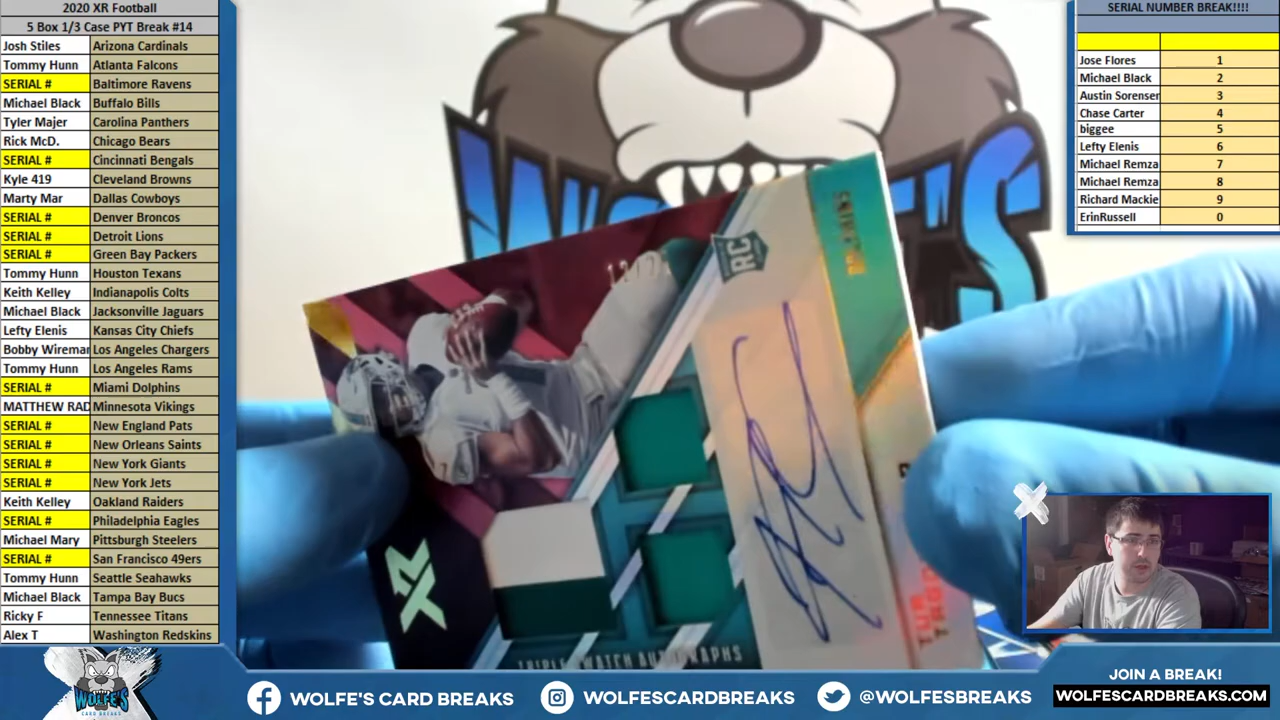 2020 XR Football
5 Box 1/3 Case PYT Break #14
Josh Stiles Arizona Cardinals
Tommy Hunn Atlanta Falcons
SERIAL # Baltimore Ravens
Michael Black Buffalo Bills
Tyler Majer Carolina Panthers
Rick McD. Chicago Bears
SERIAL # Cincinnati Bengals
Kyle 419 Cleveland Browns
Marty Mar Dallas Cowboys
SERIAL # Denver Broncos
SERIAL # Detroit Lions
SERIAL # Green Bay Packers
Tommy Hunn Houston Texans
Keith Kelley Indianapolis Colts
Michael Black Jacksonville Jaguars
Lefty Elenis Kansas City Chiefs
Bobby Wireman Los Angeles Chargers
Tommy Hunn Los Angeles Rams
SERIAL # Miami Dolphins
MATTHEW RAD Minnesota Vikings
SERIAL # New England Pats
SERIAL # New Orleans Saints
SERIAL # New York Giants
SERIAL # New York Jets
Keith Kelley Oakland Raiders
SERIAL # Philadelphia Eagles
Michael Mary Pittsburgh Steelers
SERIAL # San Francisco 49ers
Tommy Hunn Seattle Seahawks
Michael Black Tampa Bay Bucs
Ricky F Tennessee Titans
Alex T Washington Redskins
SERIAL NUMBER BREAK!!!!
Jose Flores 1
Michael Black 2
Austin Sorensen 3
Chase Carter 4
biggee 5
Lefty Elenis 6
Michael Remza 7
Michael Remza 8
Richard Mackie 9
ErinRussell 0
RC
XR
TRIPLE SWATCH AUTOGRAPHS
WOLFE'S
CARD BREAKS
WOLFE'S CARD BREAKS
WOLFESCARDBREAKS
@WOLFESBREAKS
JOIN A BREAK!
WOLFESCARDBREAKS.COM